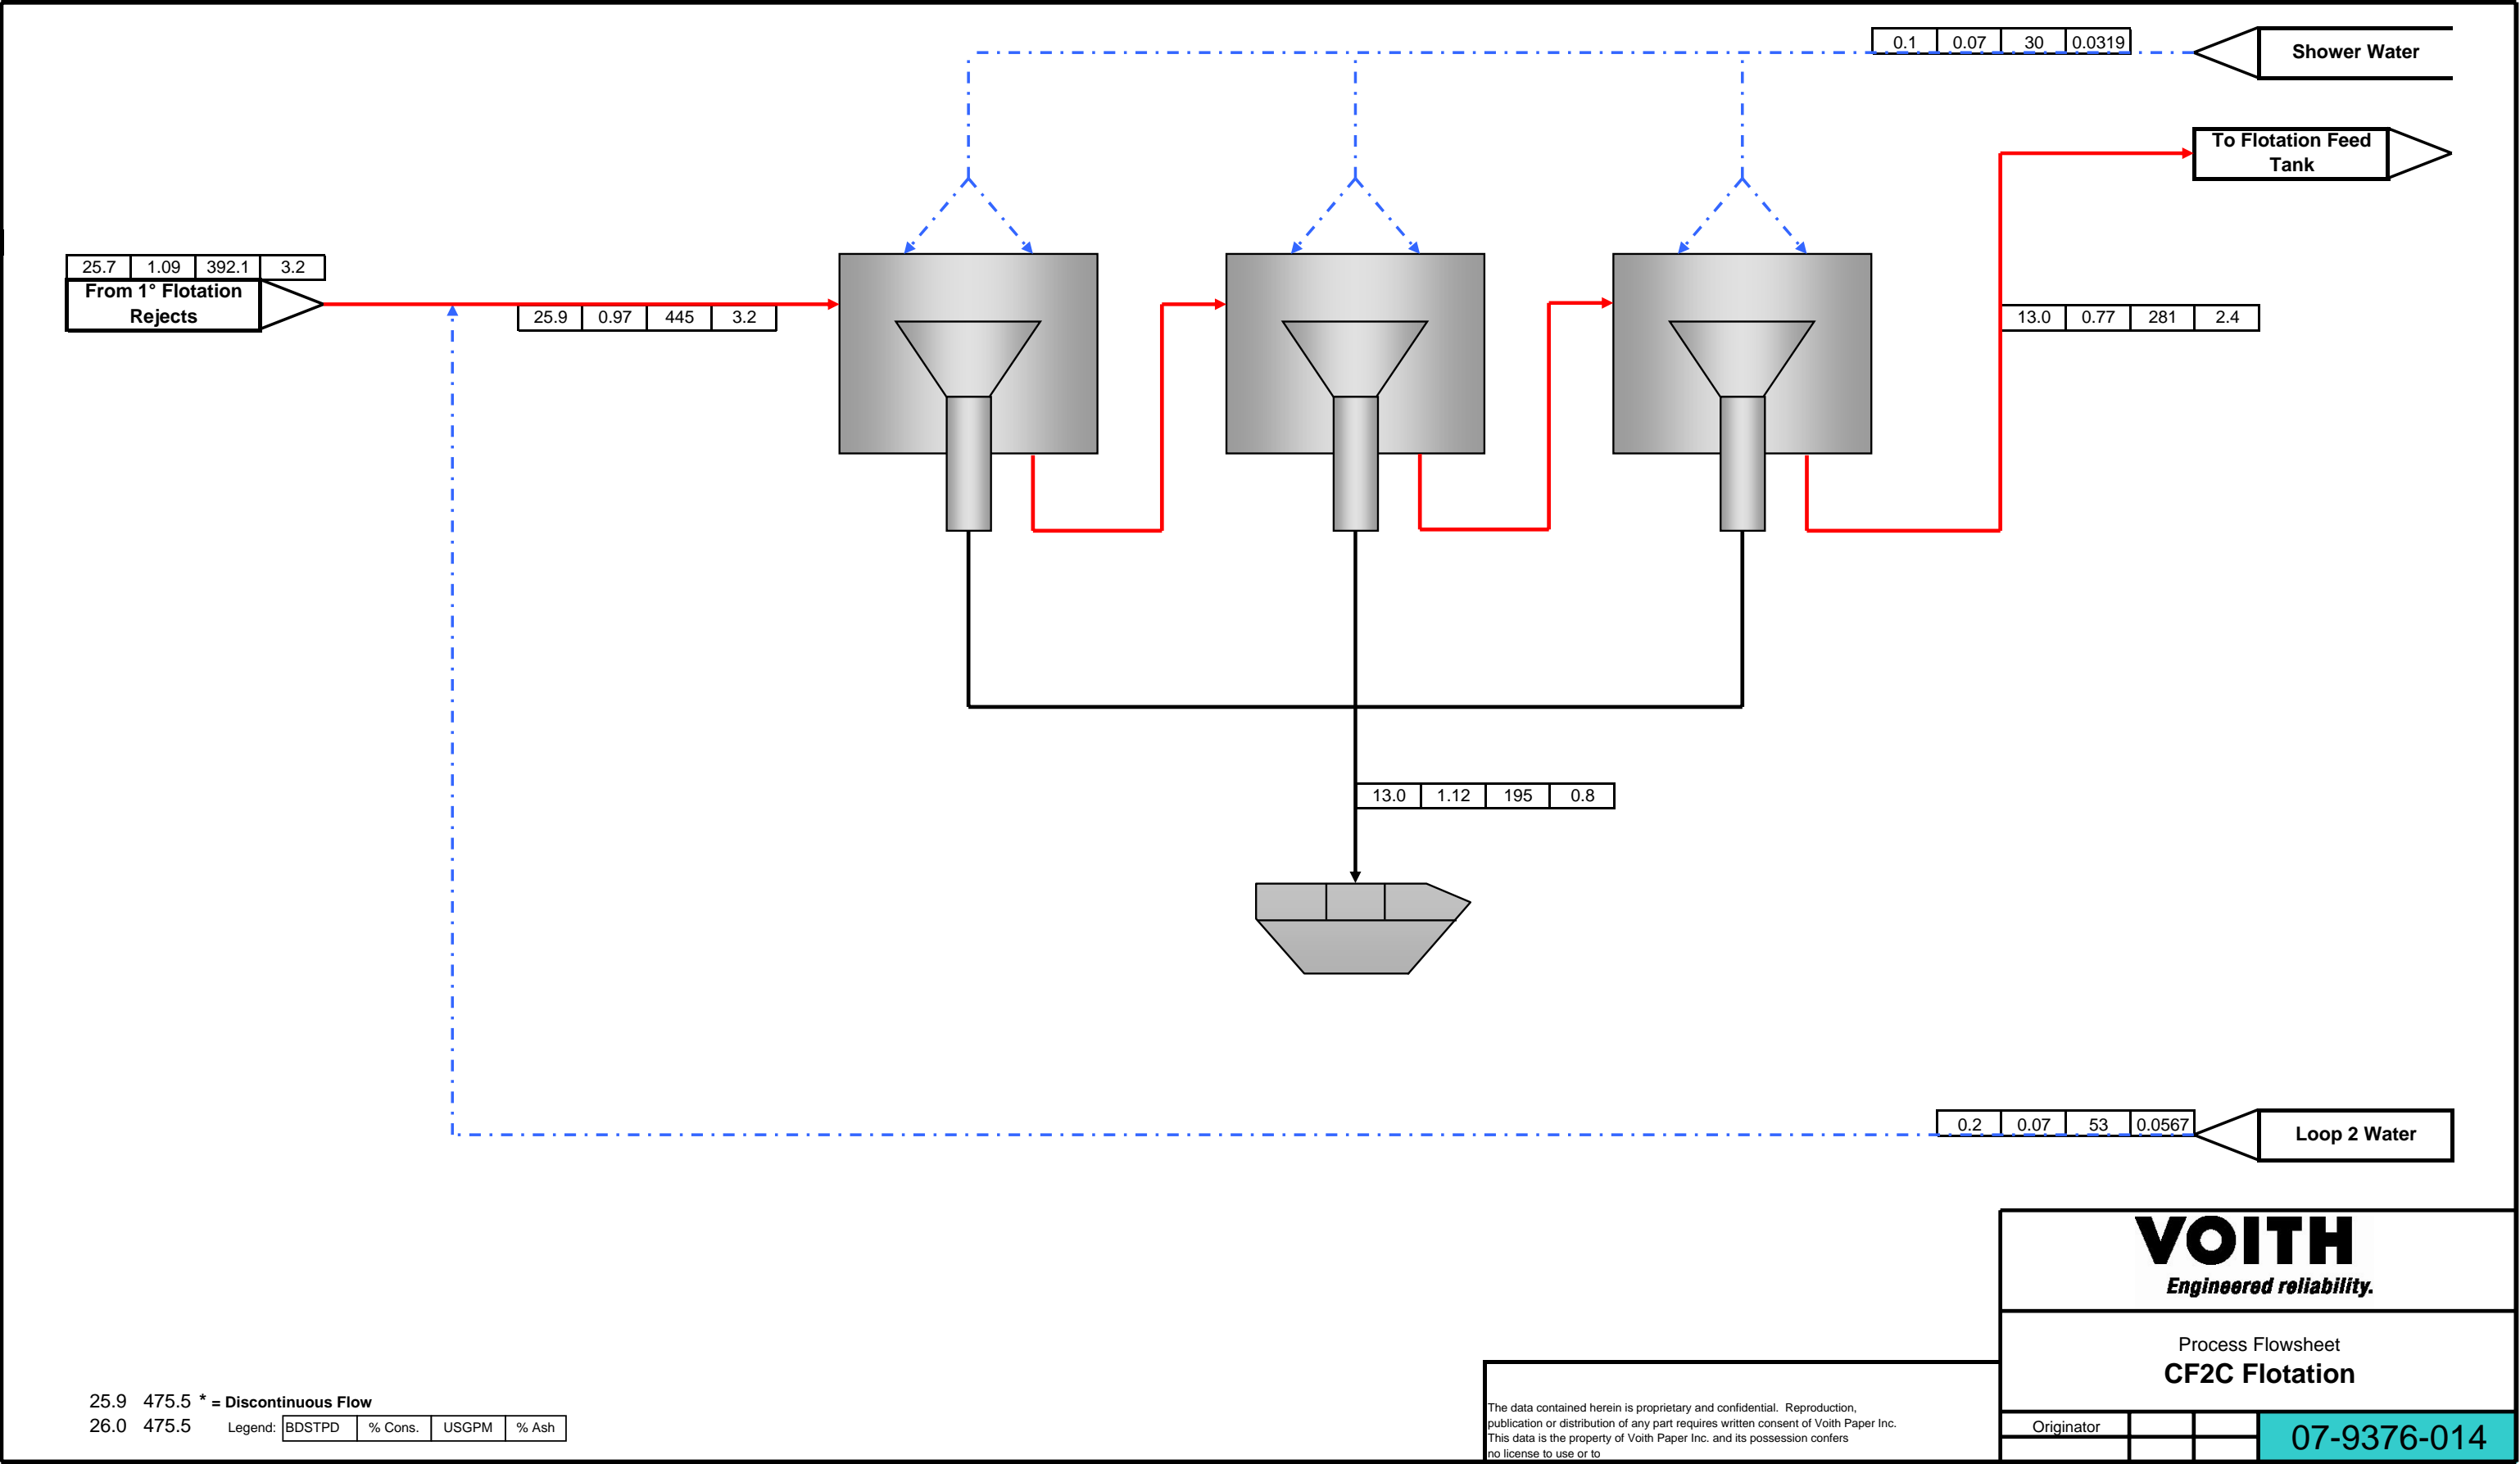 0.1 0.07 30 0.0319
Shower Water
To Flotation Feed
Tank
25.7 1.09 392.1 3.2
From 1° Flotation
Rejects
25.9 0.97 445 3.2
13.0 0.77 281 2.4
13.0 1.12 195 0.8
0.2 0.07 53 0.0567
Loop 2 Water
VOITH
Engineered reliability.
Process Flowsheet
CF2C Flotation
25.9 475.5 * = Discontinuous Flow
26.0 475.5 Legend: BDSTPD % Cons. USGPM % Ash
The data contained herein is proprietary and confidential. Reproduction,
publication or distribution of any part requires written consent of Voith Paper Inc.
This data is the property of Voith Paper Inc. and its possession confers
no license to use or to
Originator
07-9376-014